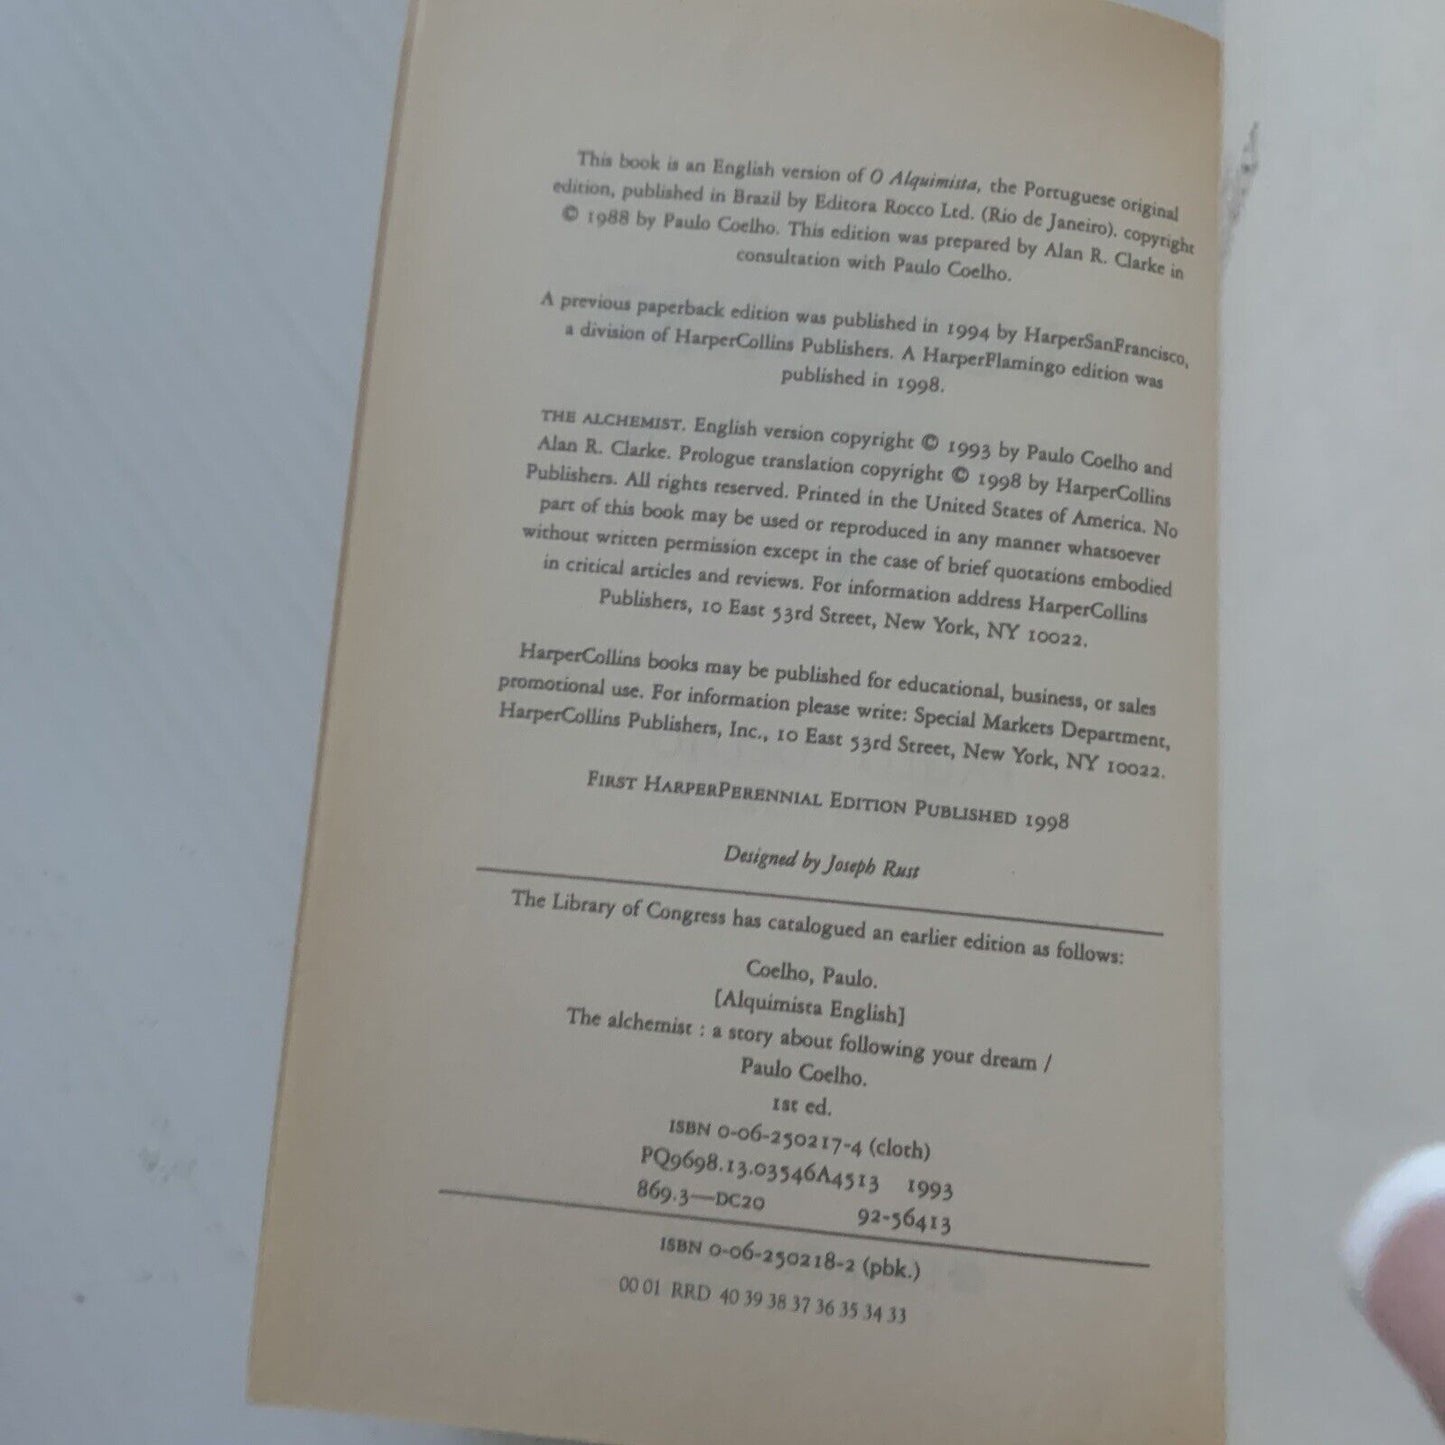 This book is an English version of O Alquimista, the Portuguese original
edition, published in Brazil by Editora Rocco Ltd. (Rio de Janeiro). copyright
© 1988 by Paulo Coelho. This edition was prepared by Alan R. Clarke in
consultation with Paulo Coelho.
A previous paperback edition was published in 1994 by HarperSanFrancisco,
a division of HarperCollins Publishers. A HarperFlamingo edition was
published in 1998.
THE ALCHEMIST. English version copyright © 1993 by Paulo Coelho and
Alan R. Clarke. Prologue translation copyright © 1998 by HarperCollins
Publishers. All rights reserved. Printed in the United States of America. No
part of this book may be used or reproduced in any manner whatsoever
without written permission except in the case of brief quotations embodied
in critical articles and reviews. For information address HarperCollins
Publishers, 10 East 53rd Street, New York, NY 10022.
HarperCollins books may be published for educational, business, or sales
promotional use. For information please write: Special Markets Department,
HarperCollins Publishers, Inc., 10 East 53rd Street, New York, NY 10022.
FIRST HARPERPERENNIAL EDITION PUBLISHED 1998
Designed by Joseph Rust
The Library of Congress has catalogued an earlier edition as follows:
Coelho, Paulo.
[Alquimista English]
The alchemist : a story about following your dream /
Paulo Coelho.
1st ed.
ISBN 0-06-250217-4 (cloth)
PQ9698.13.03546A4513 1993
869.3—DC20 92-56413
ISBN 0-06-250218-2 (pbk.)
00 01 RRD 40 39 38 37 36 35 34 33